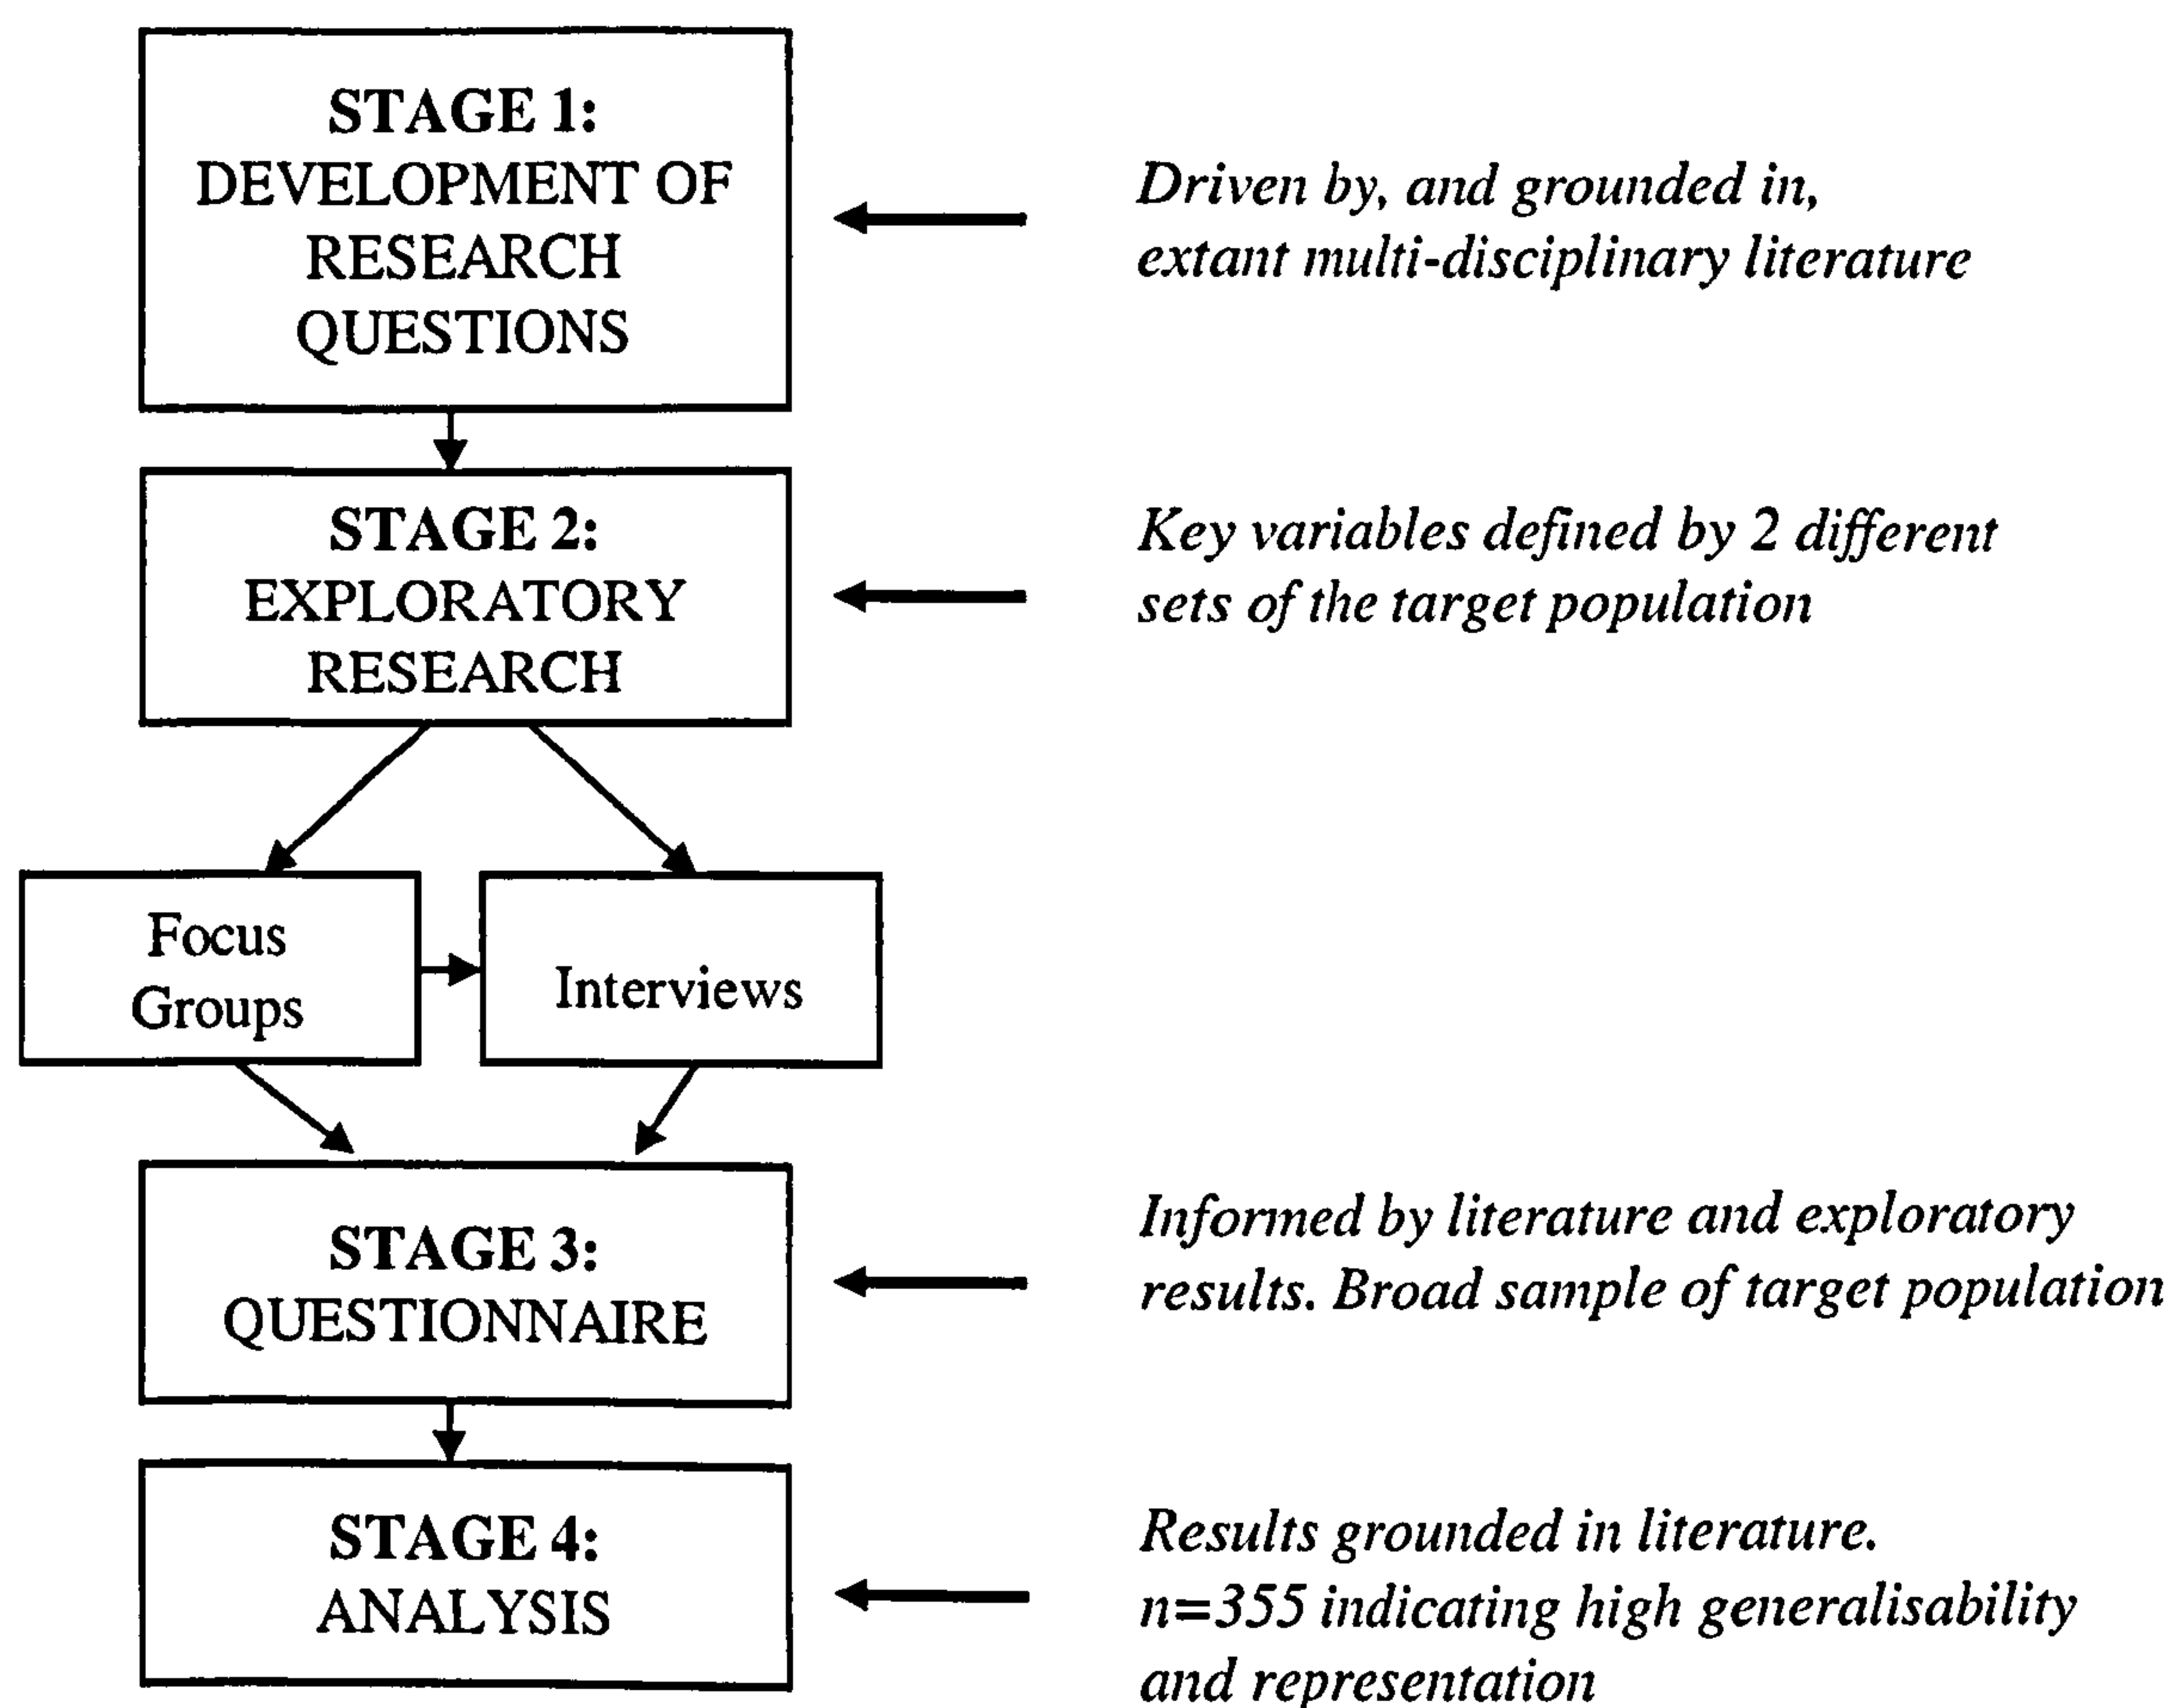 STAGE 1:
DEVELOPMENT OF
RESEARCH
QUESTIONS
Driven by, and grounded in,
extant multi-disciplinary literature
STAGE 2:
EXPLORATORY
RESEARCH
Key variables defined by 2 different
sets of the target population
Focus
Groups
Interviews
STAGE 3:
QUESTIONNAIRE
Informed by literature and exploratory
results. Broad sample of target population
STAGE 4:
ANALYSIS
Results grounded in literature.
n=355 indicating high generalisability
and representation